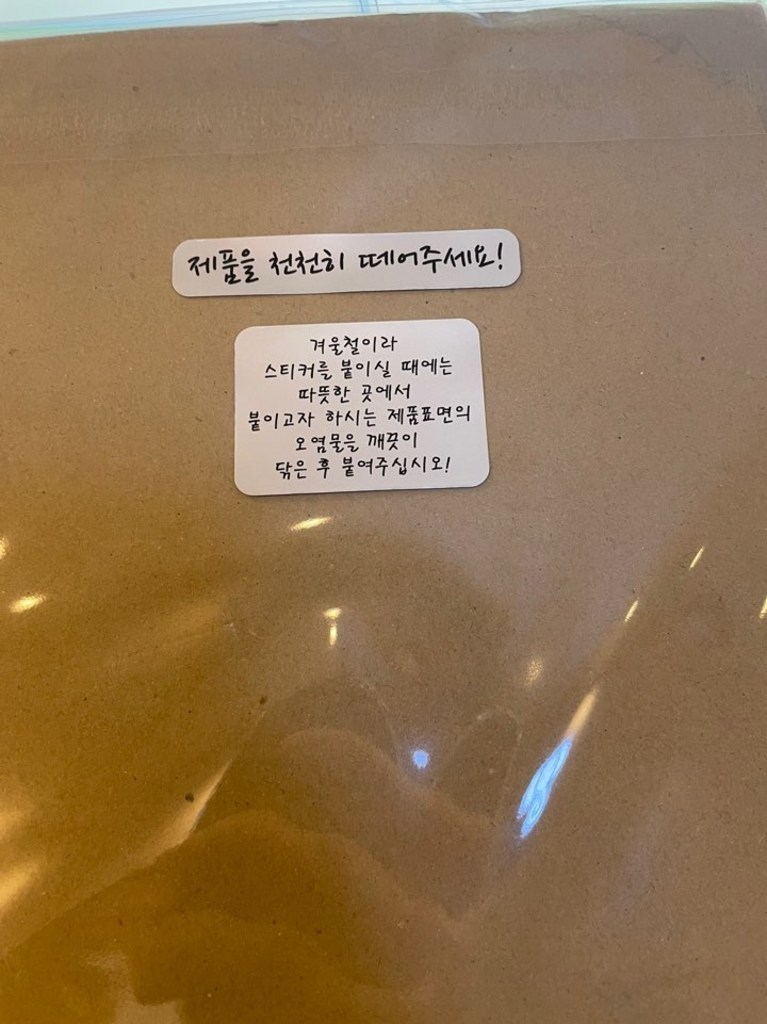 제품을 천천히 떼어주세요!
겨울철이라
스티커를 붙이실 때에는
따뜻한 곳에서
붙이고자 하시는 제품표면의
오염물을 깨끗이
닦은 후 붙여주십시오!